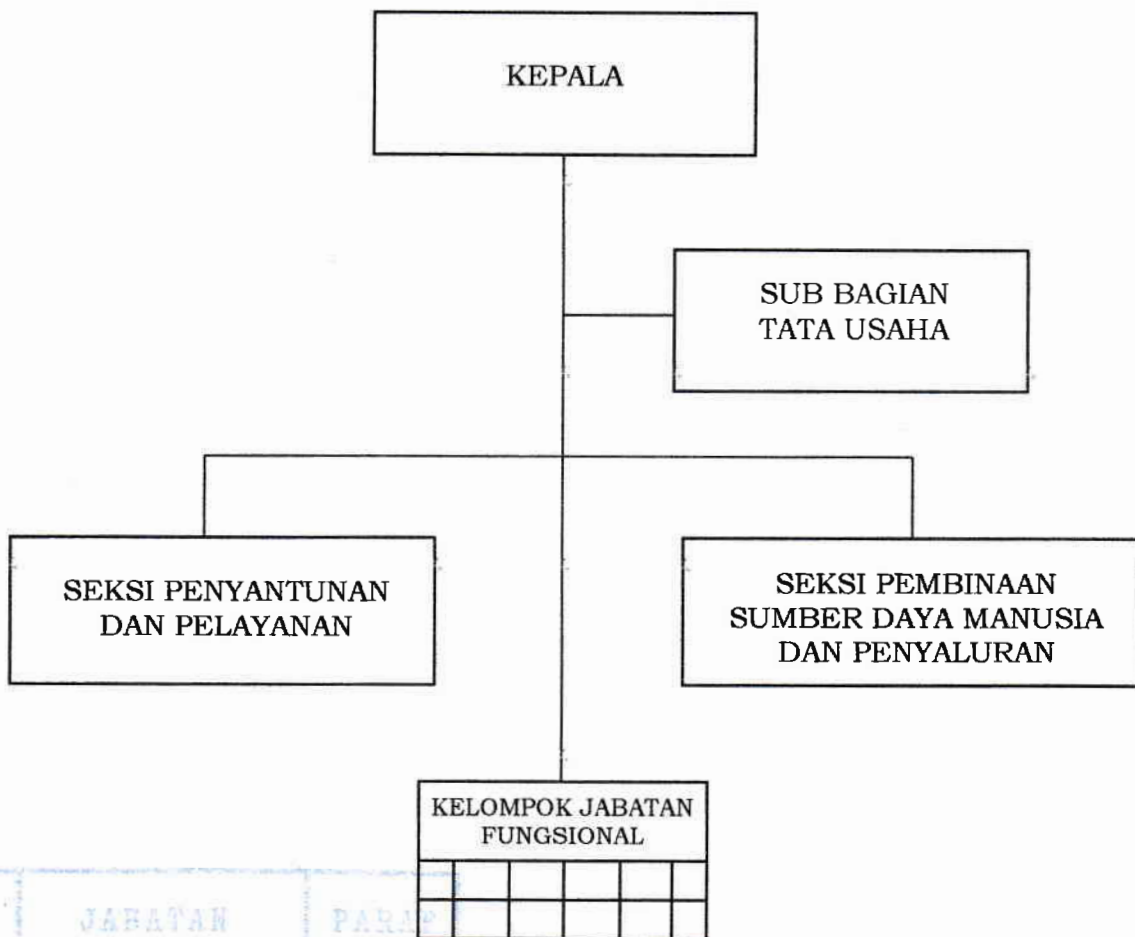 KEPALA
SUB BAGIAN
TATA USAHA
SEKSI PENYANTUNAN
DAN PELAYANAN
SEKSI PEMBINAAN
SUMBER DAYA MANUSIA
DAN PENYALURAN
KELOMPOK JABATAN
FUNGSIONAL
JABATAN
PARAF